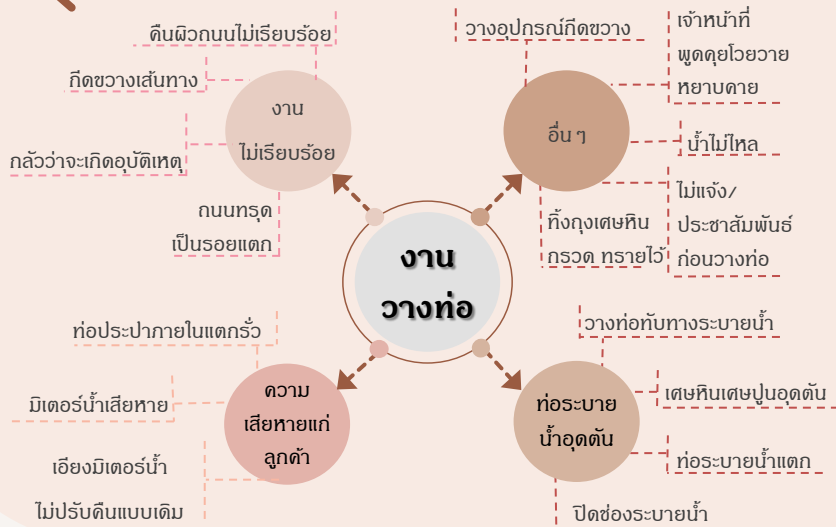 คืนผิวถนนไม่เรียบร้อย
กีดขวางเส้นทาง
กลัวว่าจะเกิดอุบัติเหตุ
ถนนทรุด
เป็นรอยแตก
งาน
ไม่เรียบร้อย
วางอุปกรณ์กีดขวาง
เจ้าหน้าที่
พูดคุยโวยวาย
หยาบคาย
อื่น ๆ
น้ำไม่ไหล
ไม่แจ้ง/
ประชาสัมพันธ์
ก่อนวางท่อ
ทิ้งถุงเศษหิน
กรวด ทรายไว้
งาน
วางท่อ
ท่อประปาภายในแตกรั่ว
มิเตอร์น้ำเสียหาย
เอียงมิเตอร์น้ำ
ไม่ปรับคืนแบบเดิม
ความ
เสียหายแก่
ลูกค้า
วางท่อทับทางระบายน้ำ
เศษหินเศษปูนอุดตัน
ท่อระบายน้ำแตก
ปิดช่องระบายน้ำ
ท่อระบาย
น้ำอุดตัน